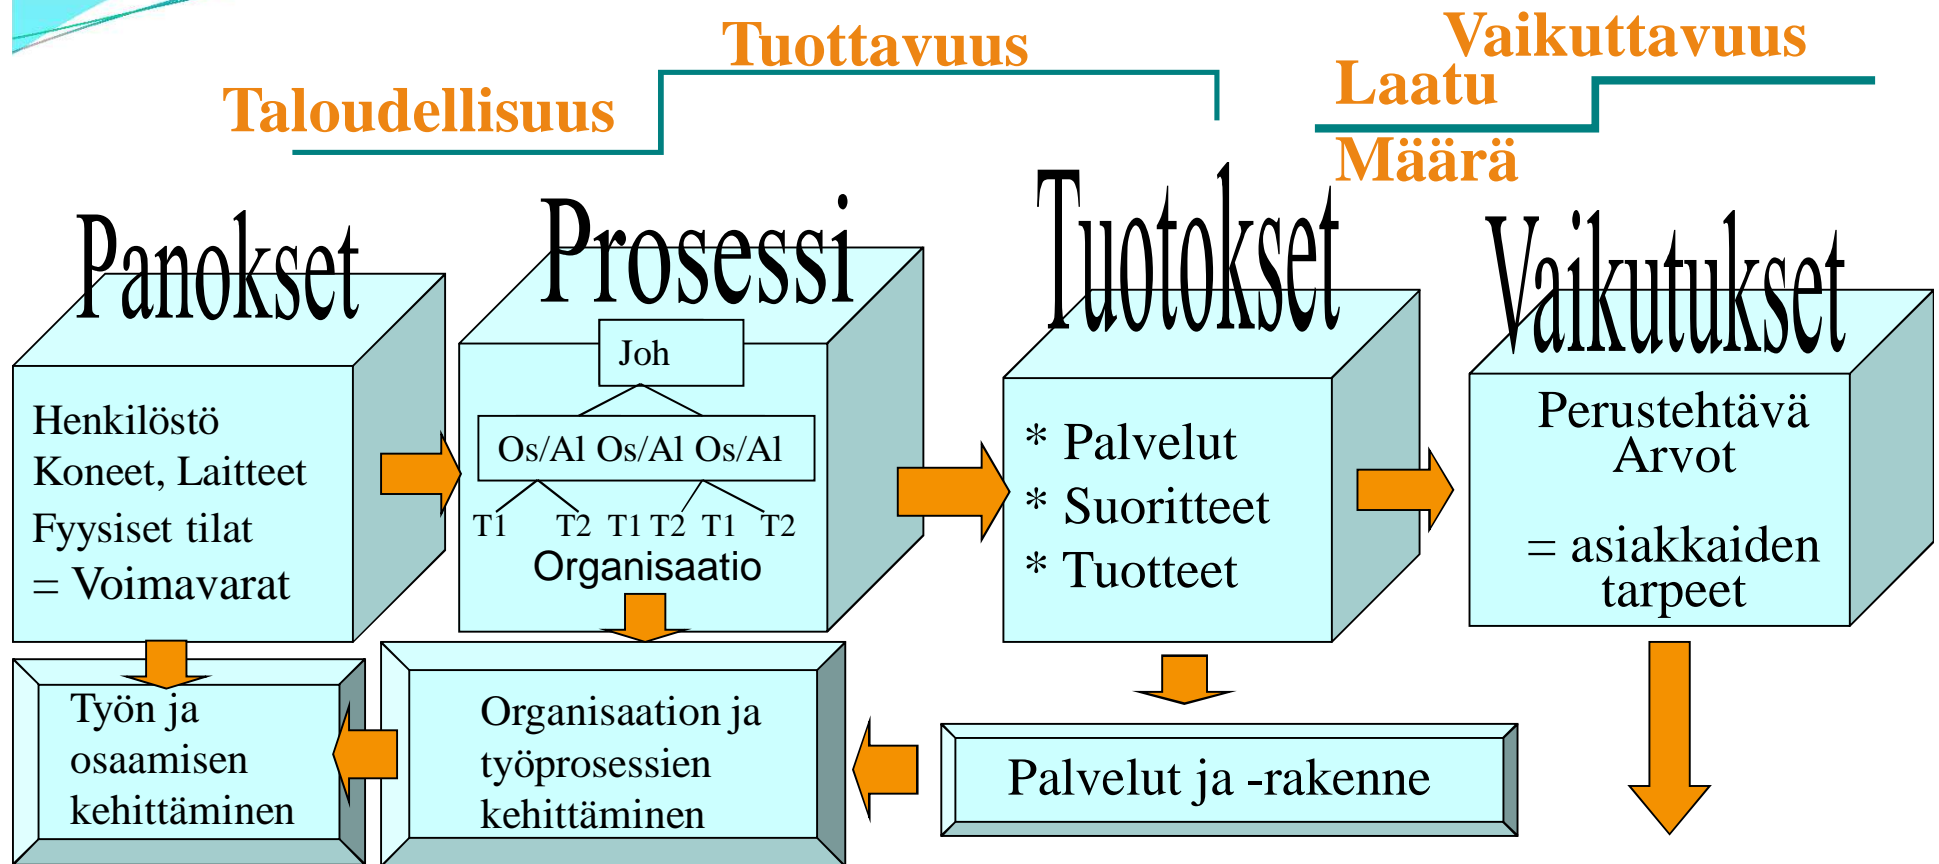 Tuottavuus
Vaikuttavuus
Laatu
Taloudellisuus
Määrä
Panokset
Prosessi
Tuotokset
Vaikutukset
Henkilöstö
Koneet, Laitteet
Fyysiset tilat
= Voimavarat
Joh
Os/Al Os/Al Os/Al
T1 T2 T1 T2 T1 T2
Organisaatio
* Palvelut
* Suoritteet
* Tuotteet
Perustehtävä
Arvot
= asiakkaiden
tarpeet
Työn ja
osaamisen
kehittäminen
Organisaation ja
työprosessien
kehittäminen
Palvelut ja -rakenne